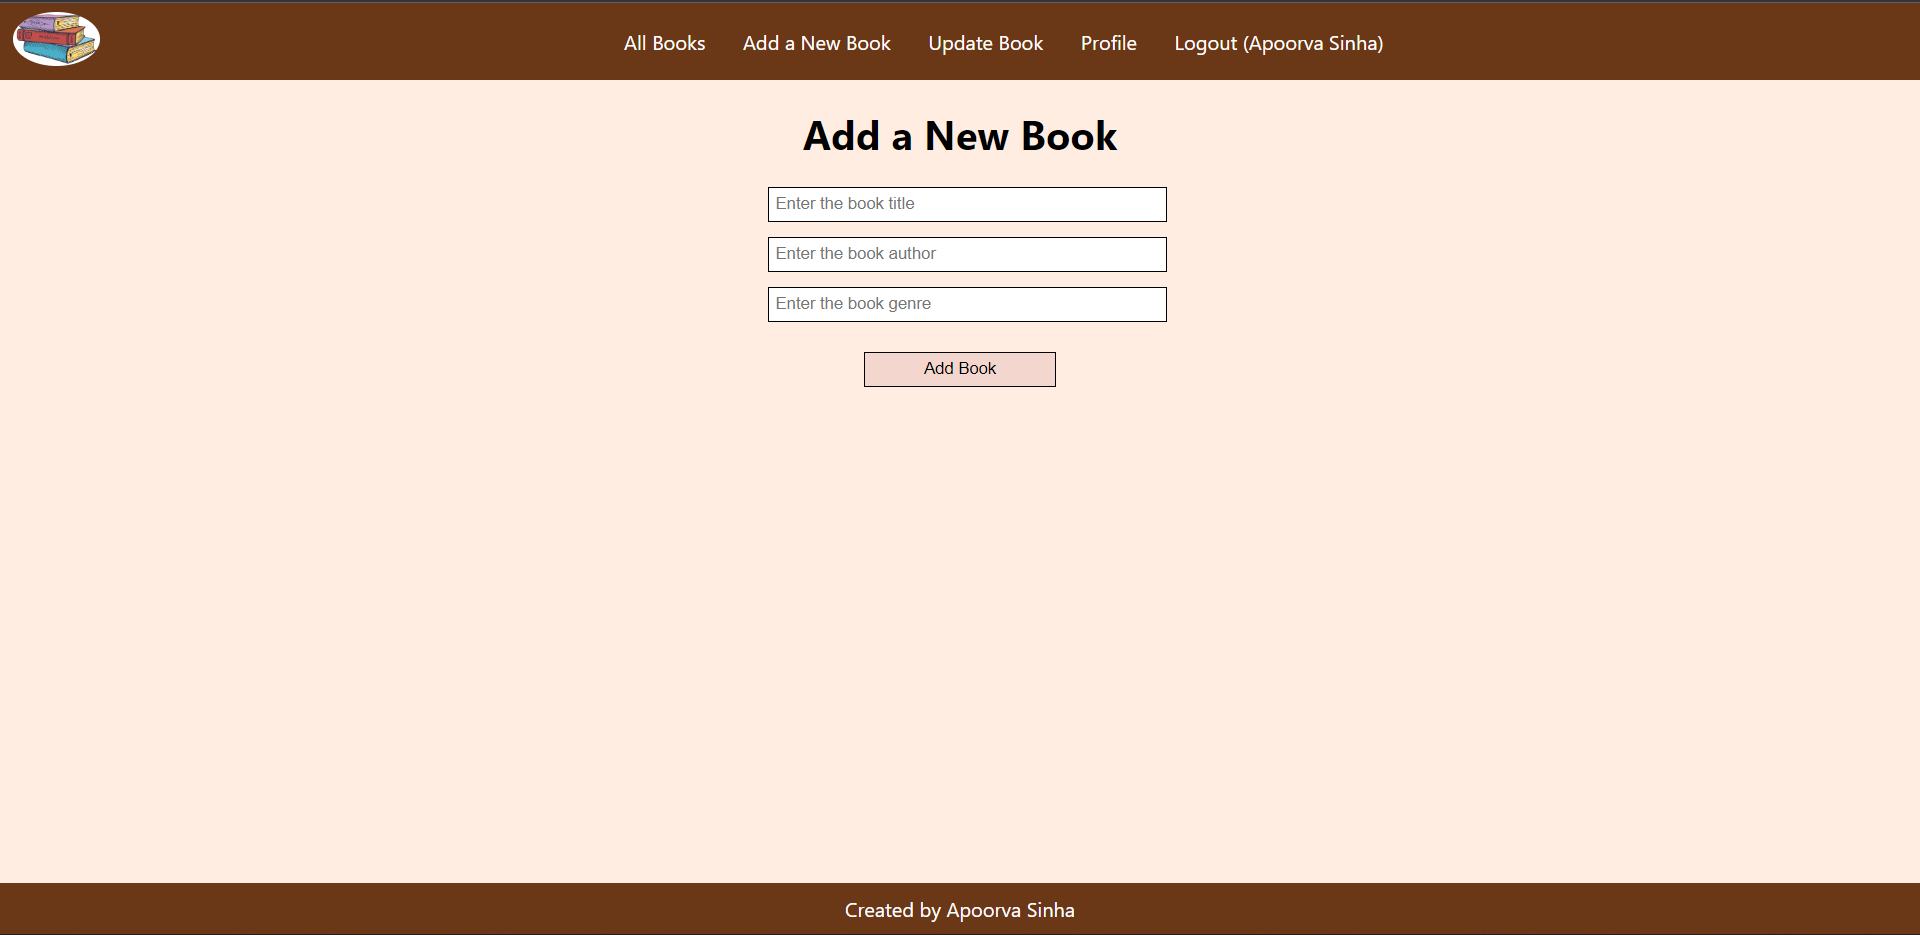 All Books Add a New Book Update Book Profile Logout (Apoorva Sinha)
Add a New Book
Enter the book title
Enter the book author
Enter the book genre
Add Book
Created by Apoorva Sinha